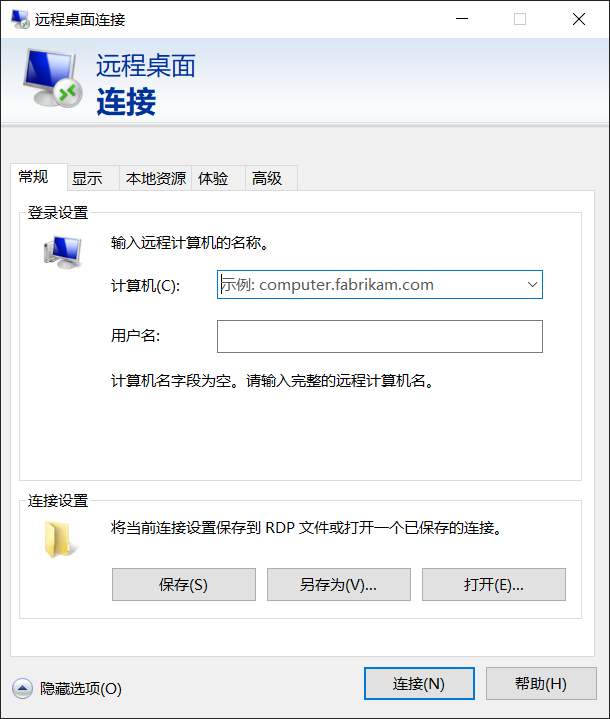 远程桌面连接
远程桌面
连接
常规
显示
本地资源
体验
高级
登录设置
输入远程计算机的名称。
计算机(C):
示例: computer.fabrikam.com
用户名:
计算机名字段为空。请输入完整的远程计算机名。
连接设置
将当前连接设置保存到 RDP 文件或打开一个已保存的连接。
保存(S)
另存为(V)...
打开(E)...
隐藏选项(O)
连接(N)
帮助(H)